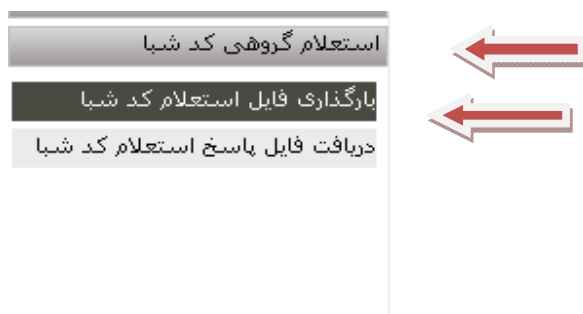 استعلام گروهی کد شبا
بارگذاری فایل استعلام کد شبا
دریافت فایل پاسخ استعلام کد شبا